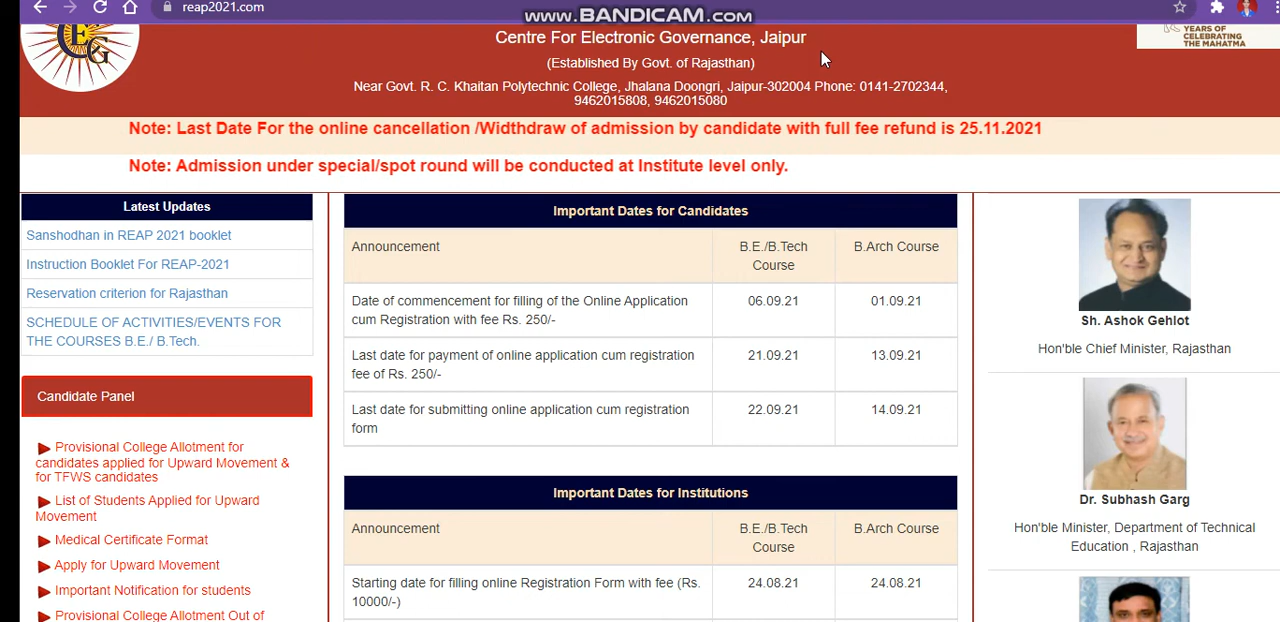 reap2021.com
www.BANDICAM.com
Centre For Electronic Governance, Jaipur
(Established By Govt. of Rajasthan)
Near Govt. R. C. Khaitan Polytechnic College, Jhalana Doongri, Jaipur-302004 Phone: 0141-2702344,
9462015808, 9462015080
YEARS OF
CELEBRATING
THE MAHATMA
Note: Last Date For the online cancellation /Widthdraw of admission by candidate with full fee refund is 25.11.2021
Note: Admission under special/spot round will be conducted at Institute level only.
Latest Updates
Sanshodhan in REAP 2021 booklet
Instruction Booklet For REAP-2021
Reservation criterion for Rajasthan
SCHEDULE OF ACTIVITIES/EVENTS FOR
THE COURSES B.E./ B.Tech.
Candidate Panel
Provisional College Allotment for
candidates applied for Upward Movement &
for TFWS candidates
List of Students Applied for Upward
Movement
Medical Certificate Format
Apply for Upward Movement
Important Notification for students
Provisional College Allotment Out of
Important Dates for Candidates
Announcement B.E./B.Tech B.Arch Course
Course
Date of commencement for filling of the Online Application 06.09.21 01.09.21
cum Registration with fee Rs. 250/-
Last date for payment of online application cum registration 21.09.21 13.09.21
fee of Rs. 250/-
Last date for submitting online application cum registration 22.09.21 14.09.21
form
Important Dates for Institutions
Announcement B.E./B.Tech B.Arch Course
Course
Starting date for filling online Registration Form with fee (Rs. 24.08.21 24.08.21
10000/-)
Sh. Ashok Gehlot
Hon'ble Chief Minister, Rajasthan
Dr. Subhash Garg
Hon'ble Minister, Department of Technical
Education , Rajasthan